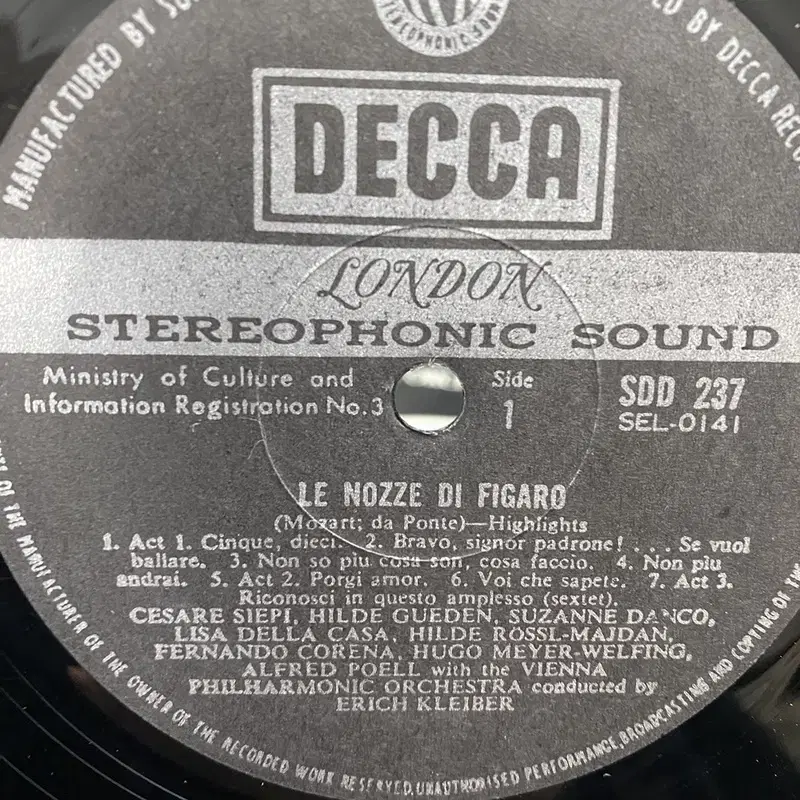 MANUFACTURED BY
BY DECCA
STEREOPHONIC SOUND
DECCA
LONDON
STEREOPHONIC SOUND
Ministry of Culture and
Information Registration No.3
Side
1
SDD 237
SEL-0141
LE NOZZE DI FIGARO
(Mozart; da Ponte)—Highlights
1. Act 1. Cinque, dieci. 2. Bravo, signor padrone! . . . Se vuol
ballare. 3. Non so piu cosa son, cosa faccio. 4. Non piu
andrai. 5. Act 2. Porgi amor. 6. Voi che sapete. 7. Act 3.
Riconosci in questo amplesso (sextet).
CESARE SIEPI, HILDE GUEDEN, SUZANNE DANCO,
LISA DELLA CASA, HILDE ROSSL-MAJDAN,
FERNANDO CORENA, HUGO MEYER-WELFING,
ALFRED POELL with the VIENNA
PHILHARMONIC ORCHESTRA conducted by
ERICH KLEIBER
OF THE MANUFACTURER OF THE OWNER OF THE RECORDED WORK RESERVED. UNAUTHORISED PERFORMANCE, BROADCASTING AND COPYING OF THE